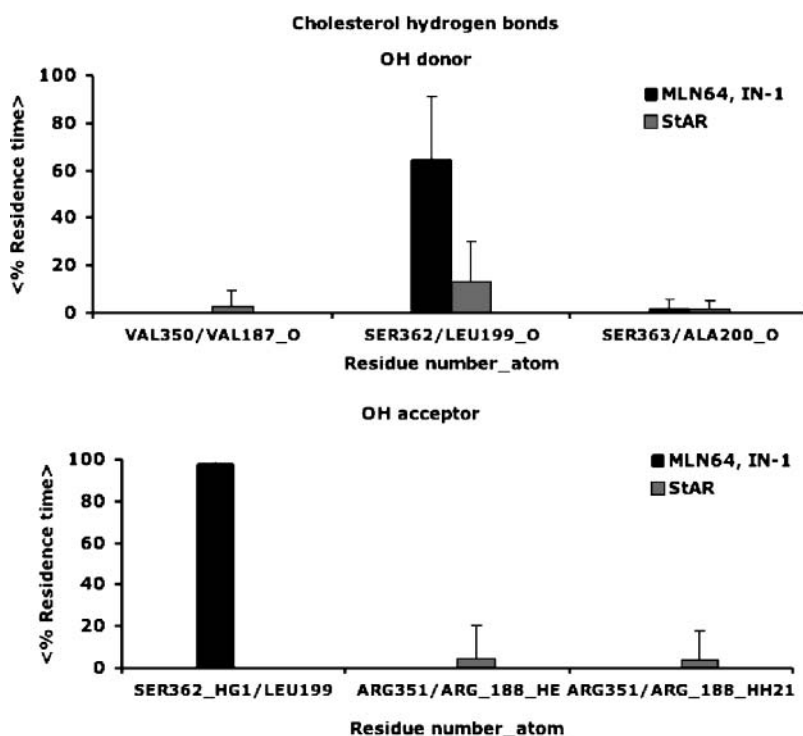 Cholesterol hydrogen bonds
OH donor
<% Residence time>
100
80
60
40
20
0
MLN64, IN-1
StAR
VAL350/VAL187_O SER362/LEU199_O SER363/ALA200_O
Residue number_atom
OH acceptor
<% Residence time>
100
80
60
40
20
0
MLN64, IN-1
StAR
SER362_HG1/LEU199 ARG351/ARG_188_HE ARG351/ARG_188_HH21
Residue number_atom